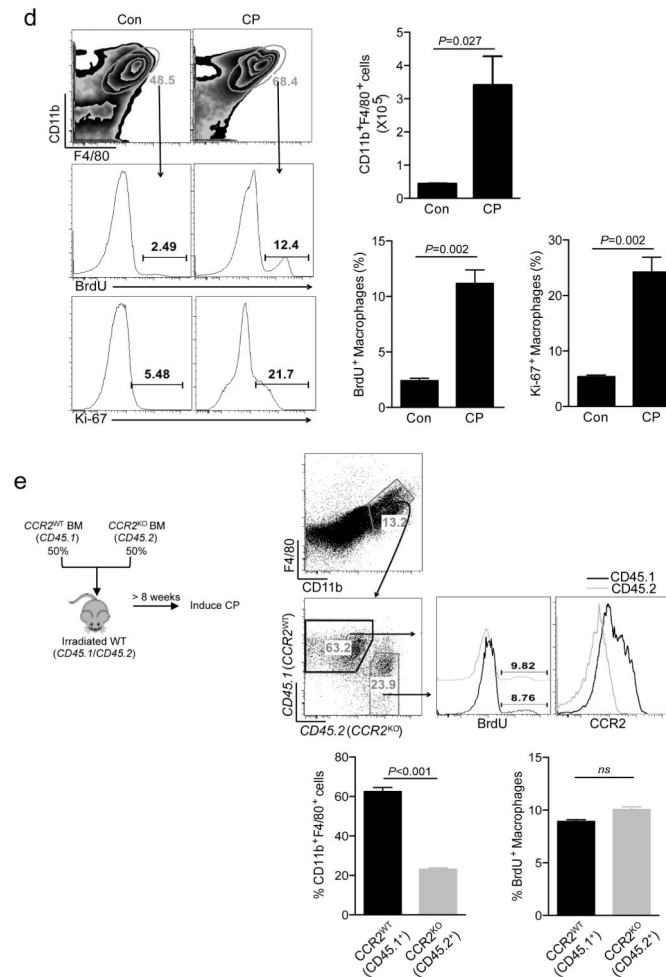 d
Con
CP
48.5
68.4
CD11b
F4/80
2.49
12.4
BrdU
5.48
21.7
Ki-67
P=0.027
CD11b⁺F4/80⁺ cells
(X10⁵)
5
4
3
2
1
0
Con
CP
P=0.002
BrdU⁺ Macrophages (%)
15
10
5
0
Con
CP
P=0.002
Ki-67⁺ Macrophages (%)
30
20
10
0
Con
CP
e
CCR2ᵂᵀ BM
(CD45.1)
50%
CCR2ᴷᴼ BM
(CD45.2)
50%
> 8 weeks
Induce CP
Irradiated WT
(CD45.1/CD45.2)
F4/80
13.2
CD11b
CD45.1 (CCR2ᵂᵀ)
63.2
23.9
CD45.2 (CCR2ᴷᴼ)
CD45.1
CD45.2
9.82
8.76
BrdU
CCR2
P<0.001
% CD11b⁺F4/80⁺ cells
80
60
40
20
0
CCR2ᵂᵀ
(CD45.1⁺)
CCR2ᴷᴼ
(CD45.2⁺)
ns
% BrdU⁺ Macrophages
15
10
5
0
CCR2ᵂᵀ
(CD45.1⁺)
CCR2ᴷᴼ
(CD45.2⁺)